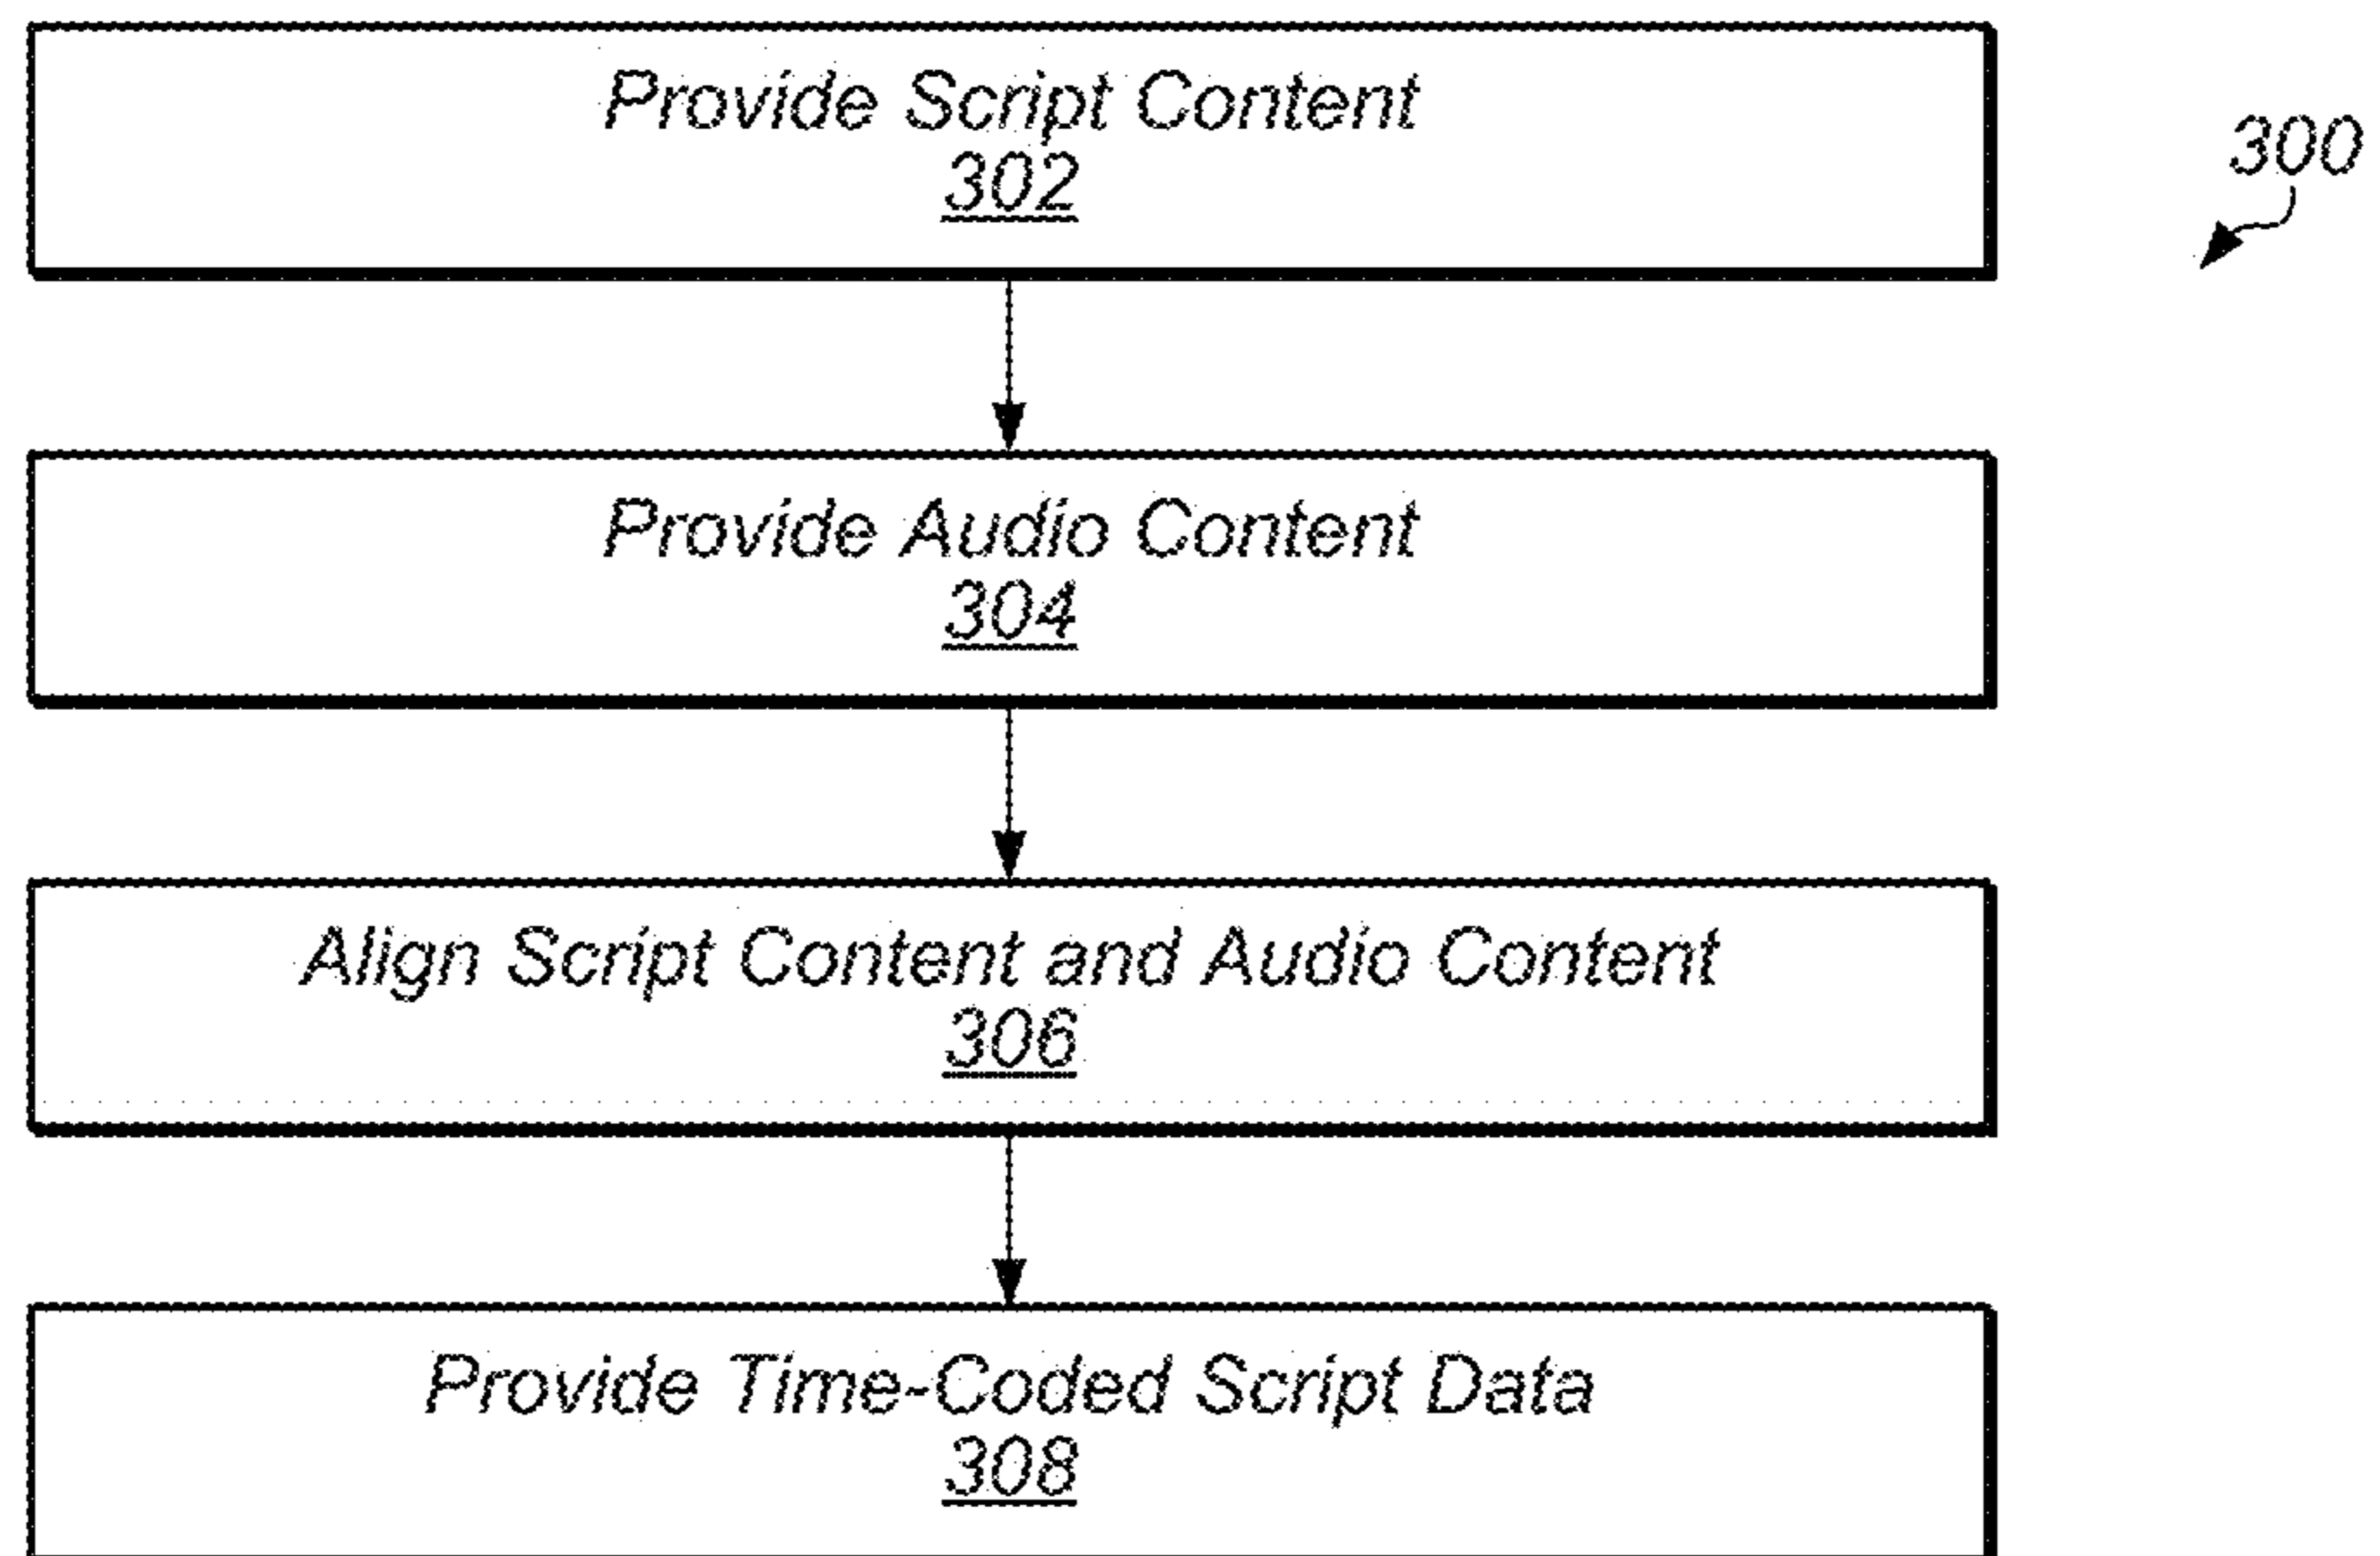 Provide Script Content
302
300
Provide Audio Content
304
Align Script Content and Audio Content
306
Provide Time-Coded Script Data
308